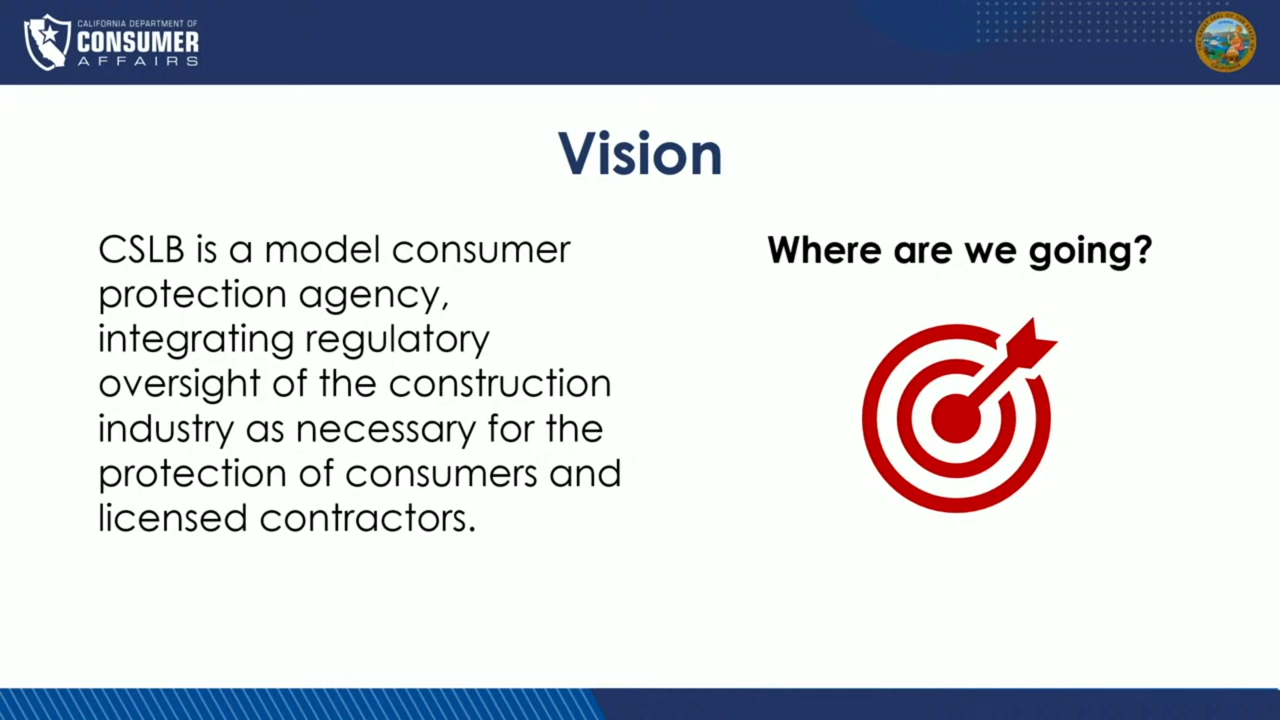 CALIFORNIA DEPARTMENT OF
CONSUMER
AFFAIRS
Vision
CSLB is a model consumer
protection agency,
integrating regulatory
oversight of the construction
industry as necessary for the
protection of consumers and
licensed contractors.
Where are we going?